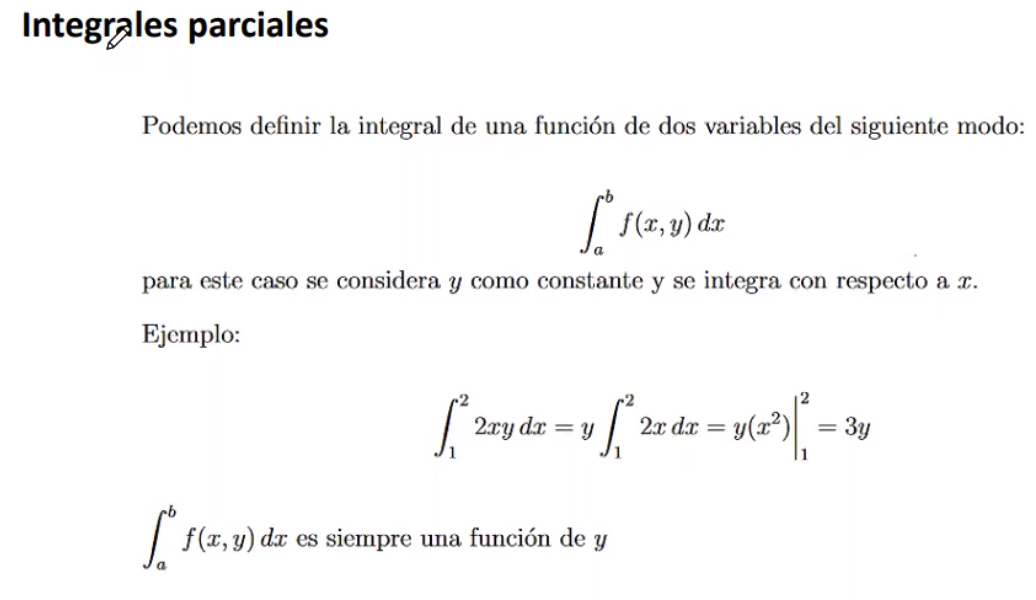 Integrales parciales
Podemos definir la integral de una función de dos variables del siguiente modo:
∫_a^b f(x, y) dx
para este caso se considera y como constante y se integra con respecto a x.
Ejemplo:
∫_1^2 2xy dx = y ∫_1^2 2x dx = y(x²)|_1^2 = 3y
∫_a^b f(x, y) dx es siempre una función de y